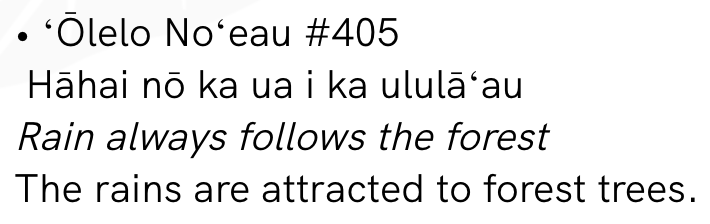 • ʻŌlelo Noʻeau #405
Hāhai nō ka ua i ka ululāʻau
Rain always follows the forest
The rains are attracted to forest trees.